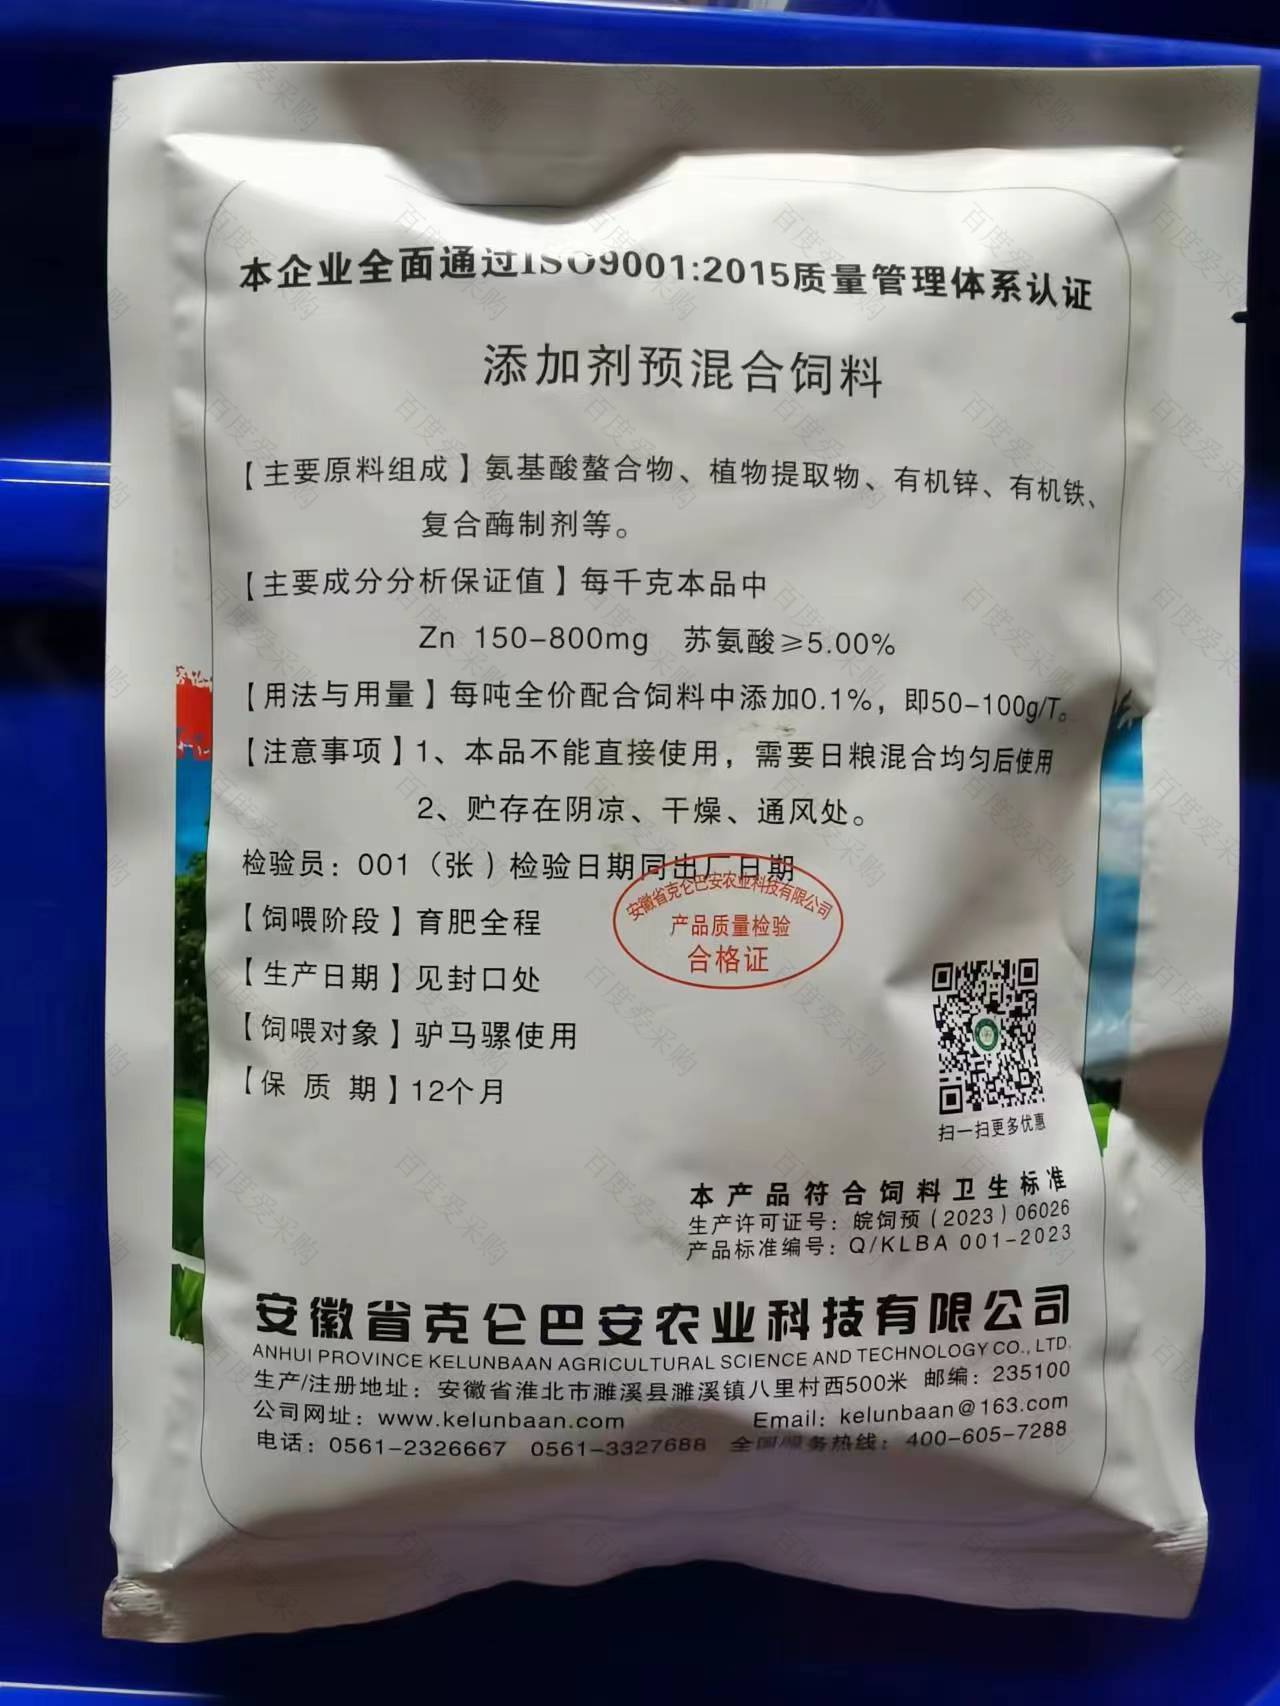 本企业全面通过ISO9001:2015质量管理体系认证
添加剂预混合饲料
【主要原料组成】氨基酸螯合物、植物提取物、有机锌、有机铁、
复合酶制剂等。
【主要成分分析保证值】每千克本品中
Zn 150-800mg 苏氨酸≥5.00%
【用法与用量】每吨全价配合饲料中添加0.1%，即50-100g/T。
【注意事项】1、本品不能直接使用，需要日粮混合均匀后使用
2、贮存在阴凉、干燥、通风处。
检验员：001（张）检验日期同出厂日期
安徽省克仑巴安农业科技有限公司
产品质量检验
合格证
【饲喂阶段】育肥全程
【生产日期】见封口处
【饲喂对象】驴马骡使用
【保 质 期】12个月
扫一扫更多优惠
本产品符合饲料卫生标准
生产许可证号：皖饲预（2023）06026
产品标准编号：Q/KLBA 001-2023
安徽省克仑巴安农业科技有限公司
ANHUI PROVINCE KELUNBAAN AGRICULTURAL SCIENCE AND TECHNOLOGY CO., LTD.
生产/注册地址：安徽省淮北市濉溪县濉溪镇八里村西500米 邮编：235100
公司网址：www.kelunbaan.com Email：kelunbaan@163.com
电话：0561-2326667 0561-3327688 全国服务热线：400-605-7288
百度爱采购